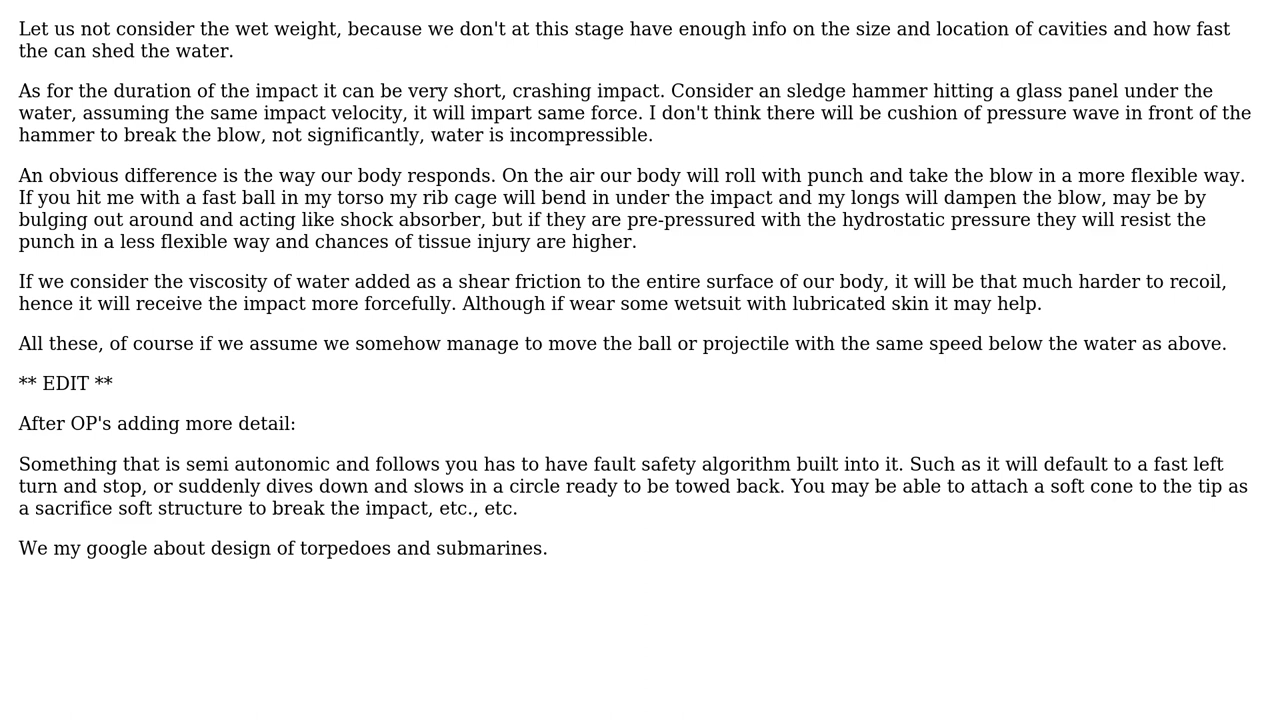 Let us not consider the wet weight, because we don't at this stage have enough info on the size and location of cavities and how fast
the can shed the water.
As for the duration of the impact it can be very short, crashing impact. Consider an sledge hammer hitting a glass panel under the
water, assuming the same impact velocity, it will impart same force. I don't think there will be cushion of pressure wave in front of the
hammer to break the blow, not significantly, water is incompressible.
An obvious difference is the way our body responds. On the air our body will roll with punch and take the blow in a more flexible way.
If you hit me with a fast ball in my torso my rib cage will bend in under the impact and my longs will dampen the blow, may be by
bulging out around and acting like shock absorber, but if they are pre-pressured with the hydrostatic pressure they will resist the
punch in a less flexible way and chances of tissue injury are higher.
If we consider the viscosity of water added as a shear friction to the entire surface of our body, it will be that much harder to recoil,
hence it will receive the impact more forcefully. Although if wear some wetsuit with lubricated skin it may help.
All these, of course if we assume we somehow manage to move the ball or projectile with the same speed below the water as above.
** EDIT **
After OP's adding more detail:
Something that is semi autonomic and follows you has to have fault safety algorithm built into it. Such as it will default to a fast left
turn and stop, or suddenly dives down and slows in a circle ready to be towed back. You may be able to attach a soft cone to the tip as
a sacrifice soft structure to break the impact, etc., etc.
We my google about design of torpedoes and submarines.